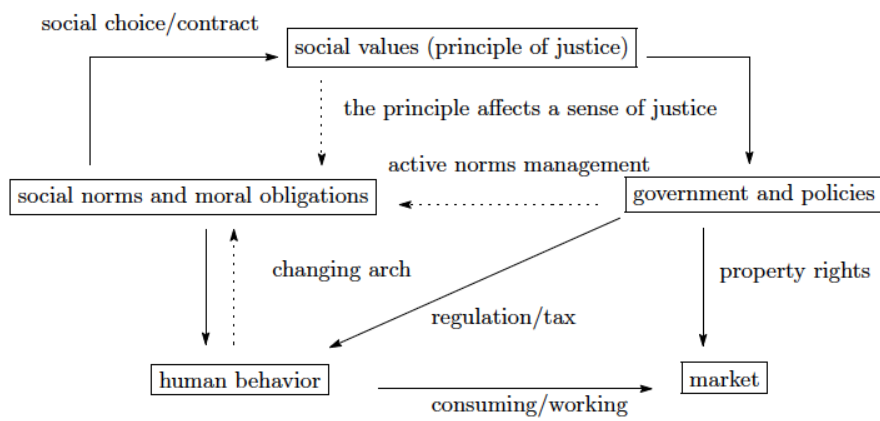 social choice/contract
social values (principle of justice)
the principle affects a sense of justice
active norms management
social norms and moral obligations
government and policies
changing arch
property rights
regulation/tax
human behavior
market
consuming/working